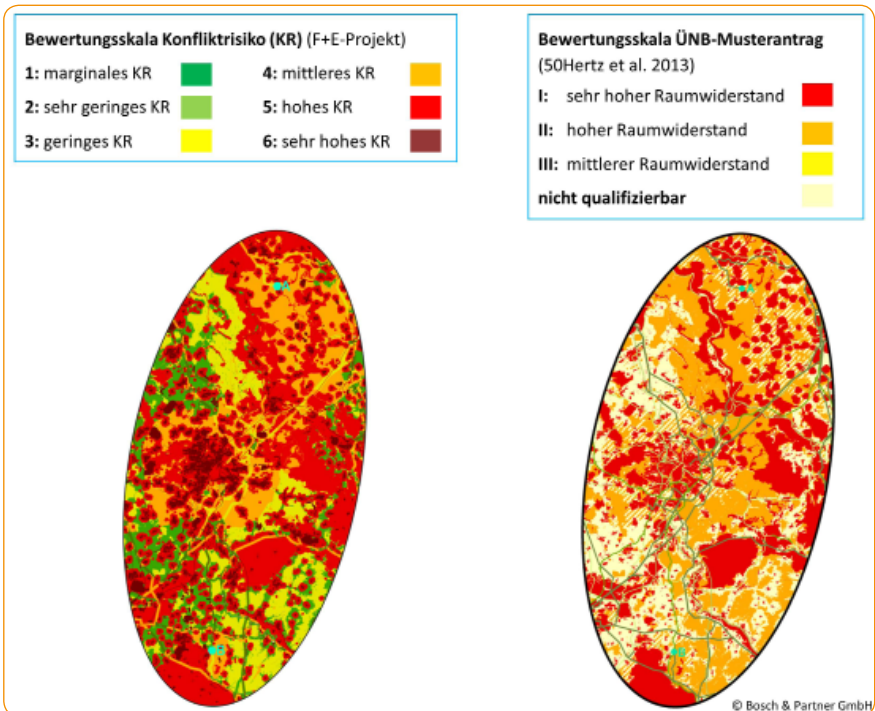 Bewertungsskala Konfliktrisiko (KR) (F+E-Projekt)
1: marginales KR
4: mittleres KR
2: sehr geringes KR
5: hohes KR
3: geringes KR
6: sehr hohes KR
Bewertungsskala ÜNB-Musterantrag
(50Hertz et al. 2013)
I: sehr hoher Raumwiderstand
II: hoher Raumwiderstand
III: mittlerer Raumwiderstand
nicht qualifizierbar
A
A
B
B
© Bosch & Partner GmbH